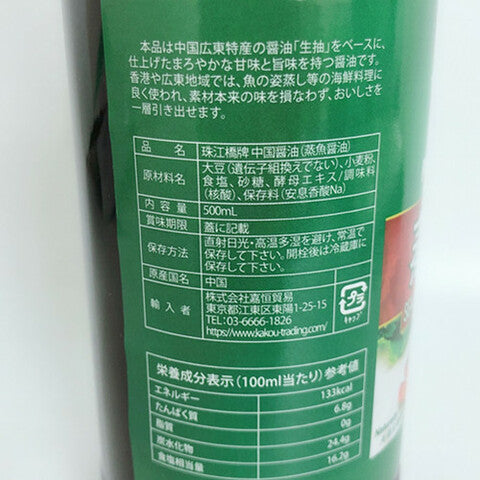 本品は中国広東特産の醤油「生抽」をベースに、
仕上げたまろやかな甘味と旨味を持つ醤油です。
香港や広東地域では、魚の姿蒸し等の海鮮料理に
良く使われ、素材本来の味を損なわず、おいしさを
一層引き出せます。
品 名 珠江橋牌 中国醤油(蒸魚醤油)
原材料名 大豆(遺伝子組換えでない)、小麦粉、
食塩、砂糖、酵母エキス/調味料
(核酸)、保存料(安息香酸Na)
内 容 量 500mL
賞味期限 蓋に記載
保存方法 直射日光・高温多湿を避け、常温で
保存して下さい。開栓後は冷蔵庫に
保存して下さい。
原産国名 中国
輸 入 者 株式会社嘉恒貿易
東京都江東区東陽1-25-15
TEL:03-6666-1826
https://www.kakou-trading.com/
プラ
キャップ
栄養成分表示(100ml当たり)参考値
エネルギー 133kcal
たんぱく質 6.8g
脂質 0g
炭水化物 24.4g
食塩相当量 16.2g